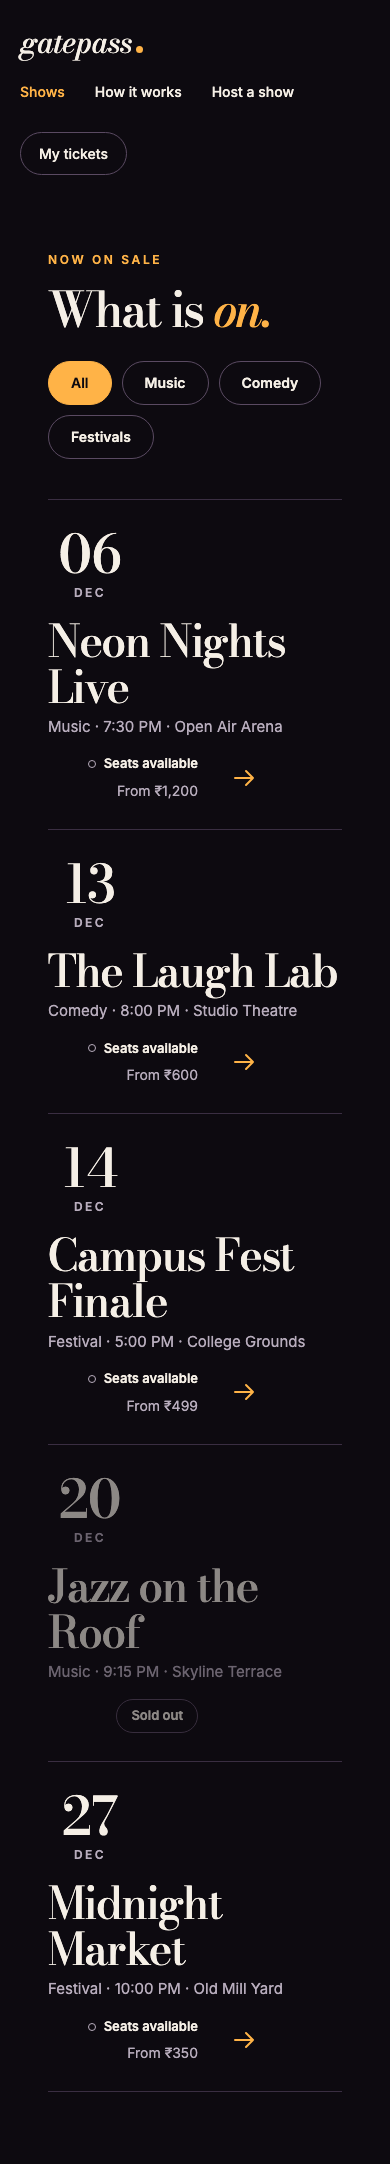 gatepass.
Shows How it works Host a show
My tickets
NOW ON SALE
What is on.
All Music Comedy
Festivals
06
DEC
Neon Nights
Live
Music · 7:30 PM · Open Air Arena
Seats available
From ₹1,200
→
13
DEC
The Laugh Lab
Comedy · 8:00 PM · Studio Theatre
Seats available
From ₹600
→
14
DEC
Campus Fest
Finale
Festival · 5:00 PM · College Grounds
Seats available
From ₹499
→
20
DEC
Jazz on the
Roof
Music · 9:15 PM · Skyline Terrace
Sold out
27
DEC
Midnight
Market
Festival · 10:00 PM · Old Mill Yard
Seats available
From ₹350
→